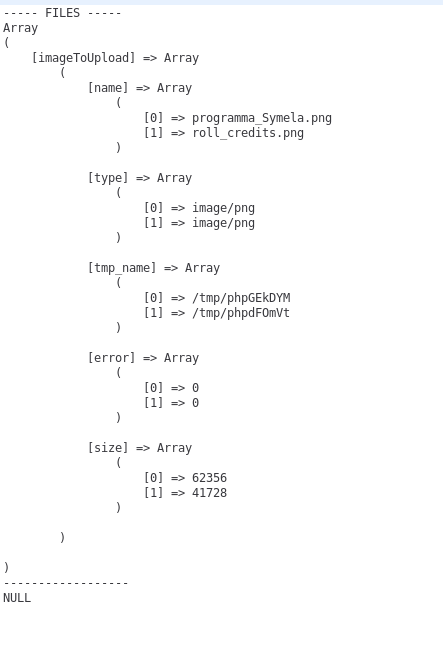 ----- FILES -----
Array
(
    [imageToUpload] => Array
        (
            [name] => Array
                (
                    [0] => programma_Symela.png
                    [1] => roll_credits.png
                )

            [type] => Array
                (
                    [0] => image/png
                    [1] => image/png
                )

            [tmp_name] => Array
                (
                    [0] => /tmp/phpGEkDYM
                    [1] => /tmp/phpdFOmVt
                )

            [error] => Array
                (
                    [0] => 0
                    [1] => 0
                )

            [size] => Array
                (
                    [0] => 62356
                    [1] => 41728
                )

        )

)
------------------
NULL